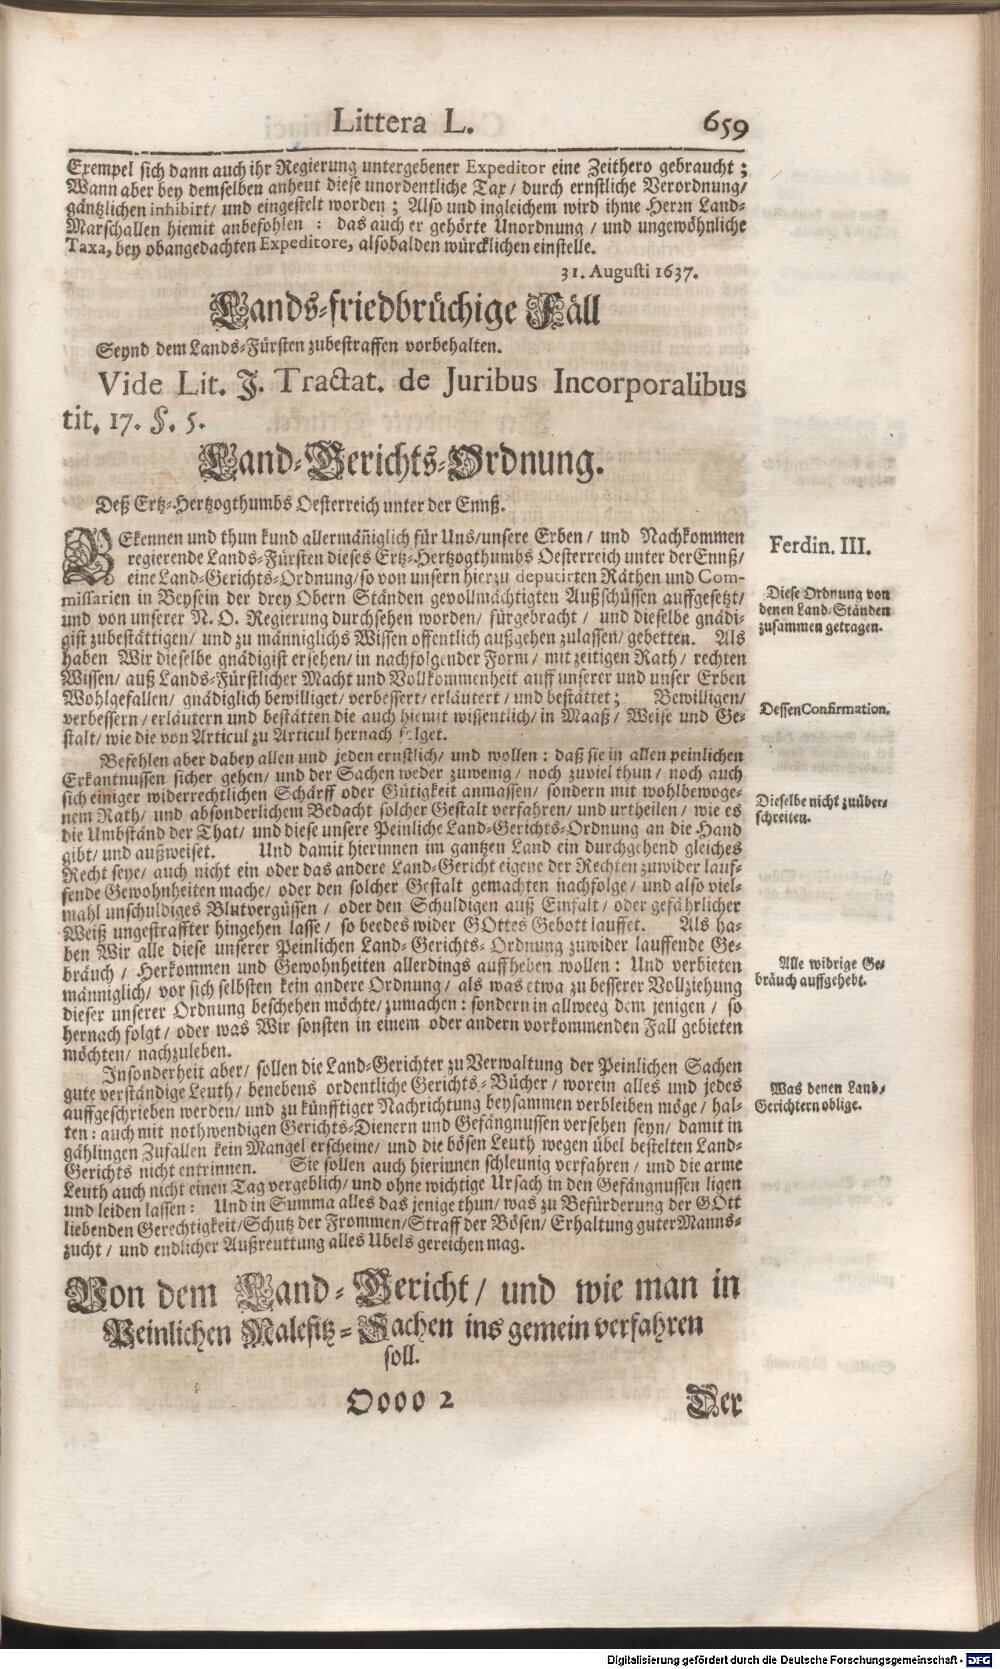 Littera L. 659
Exempel sich dann auch ihr Regierung untergebener Expeditor eine Zeithero gebraucht;
Wann aber bey demselben anheut diese unordentliche Tax/ durch ernstliche Verordnung/
gäntzlichen inhibirt/ und eingestelt worden; Also und ingleichem wird ihme Herrn Land-
Marschallen hiemit anbefohlen: das auch er gehörte Unordnung/ und ungewöhnliche
Taxa, bey obangedachten Expeditore, alsobalden würcklichen einstelle.
31. Augusti 1637.
Lands-friedbrüchige Fäll
Seynd dem Lands-Fürsten zubestraffen vorbehalten.
Vide Lit. J. Tractat. de Juribus Incorporalibus
tit. 17. §. 5.
Land-Gerichts-Ordnung.
Deß Ertz-Hertzogthumbs Oesterreich unter der Ennß.
BEkennen und thun kund allermäniglich für Uns/unsere Erben/ und Nachkommen
regierende Lands-Fürsten dieses Ertz-Hertzogthumbs Oesterreich unter der Ennß/
eine Land-Gerichts-Ordnung/so von unsern hierzu deputirten Räthen und Com-
missarien in Beysein der drey Obern Ständen gevollmächtigten Außschüssen auffgesetzt/
und von unserer N. O. Regierung durchsehen worden/ fürgebracht/ und dieselbe gnädi-
gist zubestättigen/ und zu männiglichs Wissen offentlich außgehen zulassen/gebetten. Als
haben Wir dieselbe gnädigist ersehen/in nachfolgender Form/ mit zeitigen Rath/ rechten
Wissen/ auß Lands-Fürstlicher Macht und Vollkommenheit auff unserer und unser Erben
Wohlgefallen/ gnädiglich bewilliget/verbessert/erläutert/und bestättet; Bewilligen/
verbessern/erläutern und bestätten die auch hiemit wissentlich/in Maaß/ Weise und Ge-
stalt/ wie die von Articul zu Articul hernach folget.
Befehlen aber dabey allen und jeden ernstlich/ und wollen: daß sie in allen peinlichen
Erkantnussen sicher gehen/ und der Sachen weder zuwenig/ noch zuviel thun/ noch auch
sich einiger widerrechtlichen Schärff oder Gütigkeit anmassen/ sondern mit wohlbewoge-
nem Rath/ und absonderlichem Bedacht solcher Gestalt verfahren/ und urtheilen/ wie es
die Umbständ der That/ und diese unsere Peinliche Land-Gerichts-Ordnung an die Hand
gibt/ und außweiset. Und damit hierinnen im gantzen Land ein durchgehend gleiches
Recht seye/ auch nicht ein oder das andere Land-Gericht eigene der Rechten zuwider lauf-
fende Gewohnheiten mache/ oder den solcher Gestalt gemachten nachfolge/ und also viel-
mahl unschuldiges Blutvergüssen/ oder den Schuldigen auß Einfalt/ oder gefährlicher
Weiß ungestraffter hingehen lasse/ so beedes wider GOttes Gebott lauffet. Als ha-
ben Wir alle diese unserer Peinlichen Land-Gerichts-Ordnung zuwider lauffende Ge-
bräuch/ Herkommen und Gewohnheiten allerdings auffheben wollen: Und verbieten
männiglich/ vor sich selbsten kein andere Ordnung/ als was etwa zu besserer Vollziehung
dieser unserer Ordnung beschehen möchte/zumachen: sondern in allweeg dem jenigen/ so
hernach folgt/ oder was Wir sonsten in einem oder andern vorkommenden Fall gebieten
möchten/ nachzuleben.
Insonderheit aber/ sollen die Land-Gerichter zu Verwaltung der Peinlichen Sachen
gute verständige Leuth/ benebens ordentliche Gerichts-Bücher/ worein alles und jedes
auffgeschrieben werden/ und zu künfftiger Nachrichtung beysammen verbleiben möge/ hal-
ten: auch mit nothwendigen Gerichts-Dienern und Gefängnussen versehen seyn/ damit in
gählingen Zufallen kein Mangel erscheine/ und die bösen Leuth wegen übel bestelten Land-
Gerichts nicht entrinnen. Sie sollen auch hierinnen schleunig verfahren/ und die arme
Leuth auch nicht einen Tag vergeblich/ und ohne wichtige Ursach in den Gefängnussen ligen
und leiden lassen: Und in Summa alles das jenige thun/ was zu Befürderung der GOtt
liebenden Gerechtigkeit/Schutz der Frommen/Straff der Bösen/ Erhaltung guter Manns-
zucht/ und endlicher Außreuttung alles Ubels gereichen mag.
Von dem Land-Gericht/ und wie man in
Peinlichen Malefitz-Sachen ins gemein verfahren
soll.
Oooo 2 Der
Ferdin. III.
Diese Ordnung von
denen Land-Ständen
zusammen getragen.
Dessen Confirmation.
Dieselbe nicht zuüber-
schreiten.
Alle widrige Ge-
bräuch auffgehebt.
Was denen Land-
Gerichtern oblige.
Digitalisierung gefördert durch die Deutsche Forschungsgemeinschaft - DFG